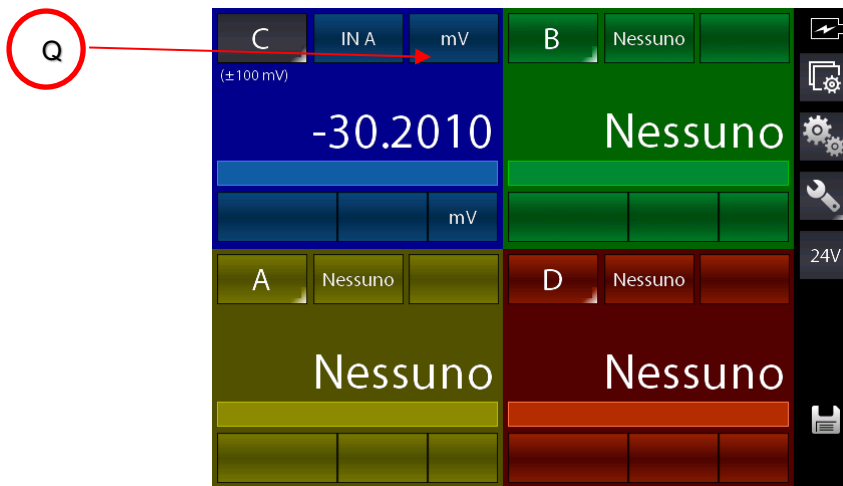 Q
C IN A mV
(±100 mV)
-30.2010
mV
B Nessuno
Nessuno
A Nessuno
Nessuno
D Nessuno
Nessuno
24V